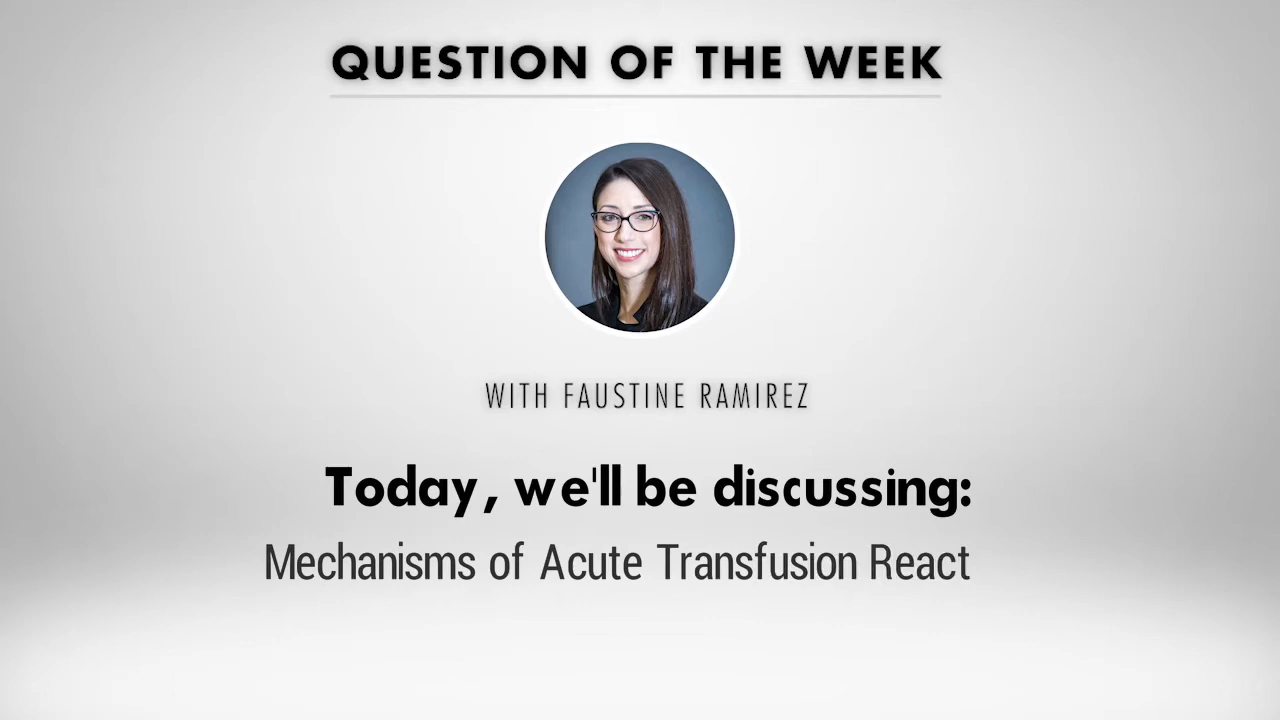 QUESTION OF THE WEEK
WITH FAUSTINE RAMIREZ
Today, we'll be discussing:
Mechanisms of Acute Transfusion React